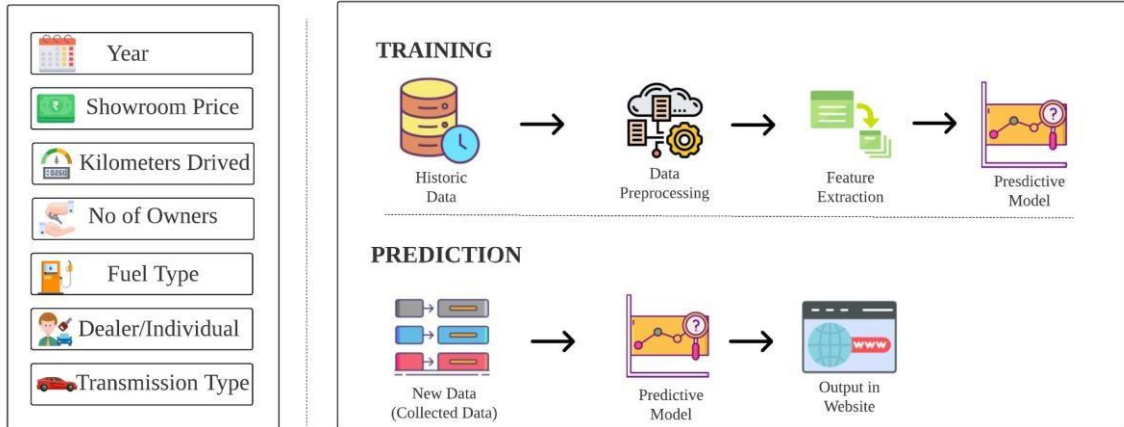 Year
Showroom Price
Kilometers Drived
No of Owners
Fuel Type
Dealer/Individual
Transmission Type
TRAINING
Historic
Data
Data
Preprocessing
Feature
Extraction
Presdictive
Model
PREDICTION
New Data
(Collected Data)
Predictive
Model
www
Output in
Website